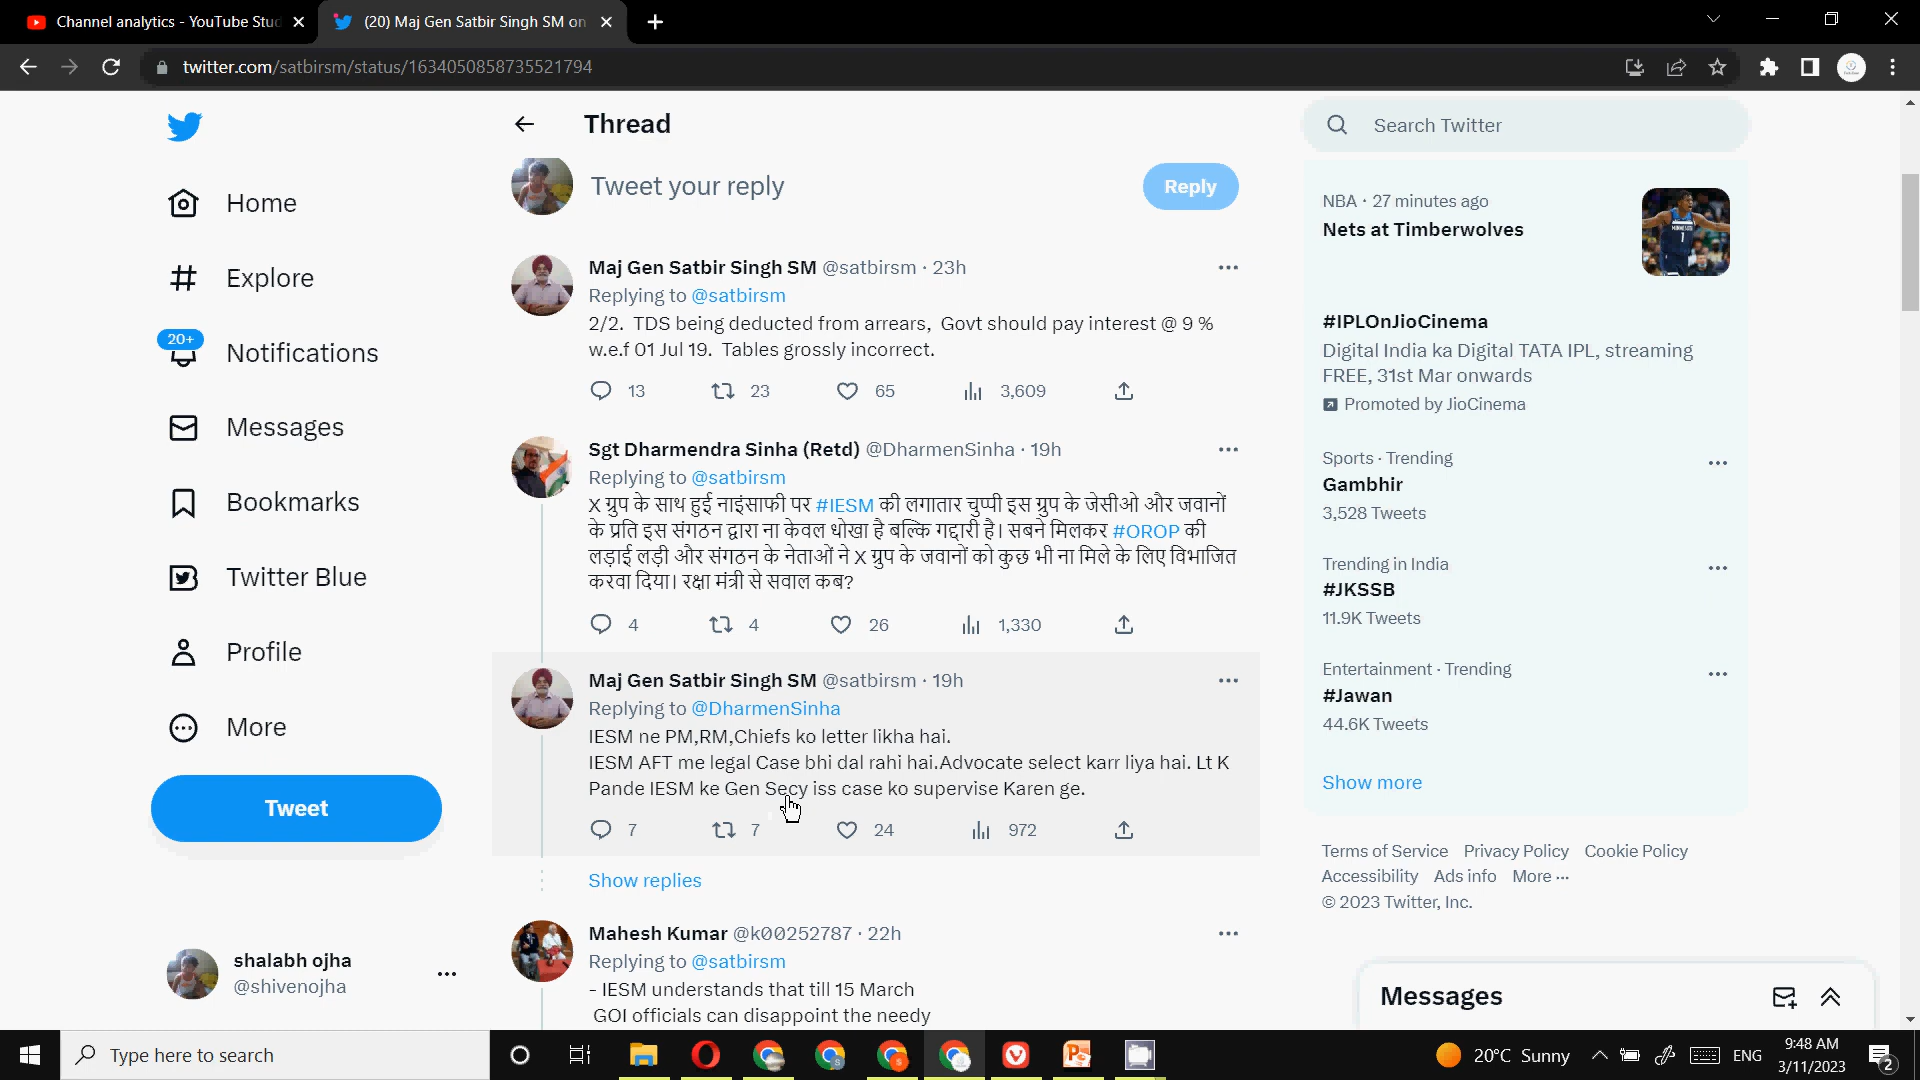 Channel analytics - YouTube Stud
(20) Maj Gen Satbir Singh SM on
twitter.com/satbirsm/status/1634050858735521794
Home
Explore
20+
Notifications
Messages
Bookmarks
Twitter Blue
Profile
More
Tweet
shalabh ojha
@shivenojha
Thread
Tweet your reply
Reply
Maj Gen Satbir Singh SM @satbirsm · 23h
Replying to @satbirsm
2/2. TDS being deducted from arrears, Govt should pay interest @ 9 %
w.e.f 01 Jul 19. Tables grossly incorrect.
13 23 65 3,609
Sgt Dharmendra Sinha (Retd) @DharmenSinha · 19h
Replying to @satbirsm
X ग्रुप के साथ हुई नाइंसाफी पर #IESM की लगातार चुप्पी इस ग्रुप के जेसीओ और जवानों
के प्रति इस संगठन द्वारा ना केवल धोखा है बल्कि गद्दारी है। सबने मिलकर #OROP की
लड़ाई लड़ी और संगठन के नेताओं ने X ग्रुप के जवानों को कुछ भी ना मिले के लिए विभाजित
करवा दिया। रक्षा मंत्री से सवाल कब?
4 4 26 1,330
Maj Gen Satbir Singh SM @satbirsm · 19h
Replying to @DharmenSinha
IESM ne PM,RM,Chiefs ko letter likha hai.
IESM AFT me legal Case bhi dal rahi hai.Advocate select karr liya hai. Lt K
Pande IESM ke Gen Secy iss case ko supervise Karen ge.
7 7 24 972
Show replies
Mahesh Kumar @k00252787 · 22h
Replying to @satbirsm
- IESM understands that till 15 March
GOI officials can disappoint the needy
Search Twitter
NBA · 27 minutes ago
Nets at Timberwolves
#IPLOnJioCinema
Digital India ka Digital TATA IPL, streaming
FREE, 31st Mar onwards
Promoted by JioCinema
Sports · Trending
Gambhir
3,528 Tweets
Trending in India
#JKSSB
11.9K Tweets
Entertainment · Trending
#Jawan
44.6K Tweets
Show more
Terms of Service Privacy Policy Cookie Policy
Accessibility Ads info More ···
© 2023 Twitter, Inc.
Messages
Type here to search
20°C Sunny
ENG
9:48 AM
3/11/2023
2